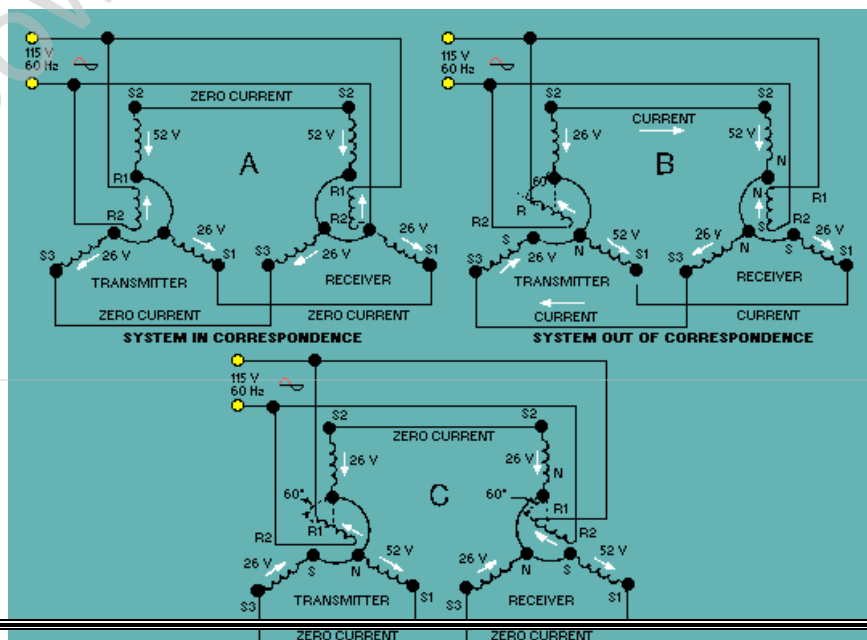 115 V
60 Hz
S2
ZERO CURRENT
S2
52 V
52 V
A
R1
R1
R2
R2
26 V
26 V
S3
26 V
S1
S3
26 V
S1
TRANSMITTER
RECEIVER
ZERO CURRENT
ZERO CURRENT
SYSTEM IN CORRESPONDENCE
115 V
60 Hz
S2
S2
CURRENT
26 V
52 V
B
N
60°
N
R1
R
R2
S
R2
S
N
52 V
26 V
N
S
26 V
S3
26 V
S1
S3
S1
TRANSMITTER
RECEIVER
CURRENT
CURRENT
SYSTEM OUT OF CORRESPONDENCE
115 V
60 Hz
S2
S2
ZERO CURRENT
26 V
26 V
N
C
60°
60°
R1
R1
R2
R2
26 V
S
N
52 V
26 V
N
S
52 V
S3
S1
S3
S1
TRANSMITTER
RECEIVER
ZERO CURRENT
ZERO CURRENT